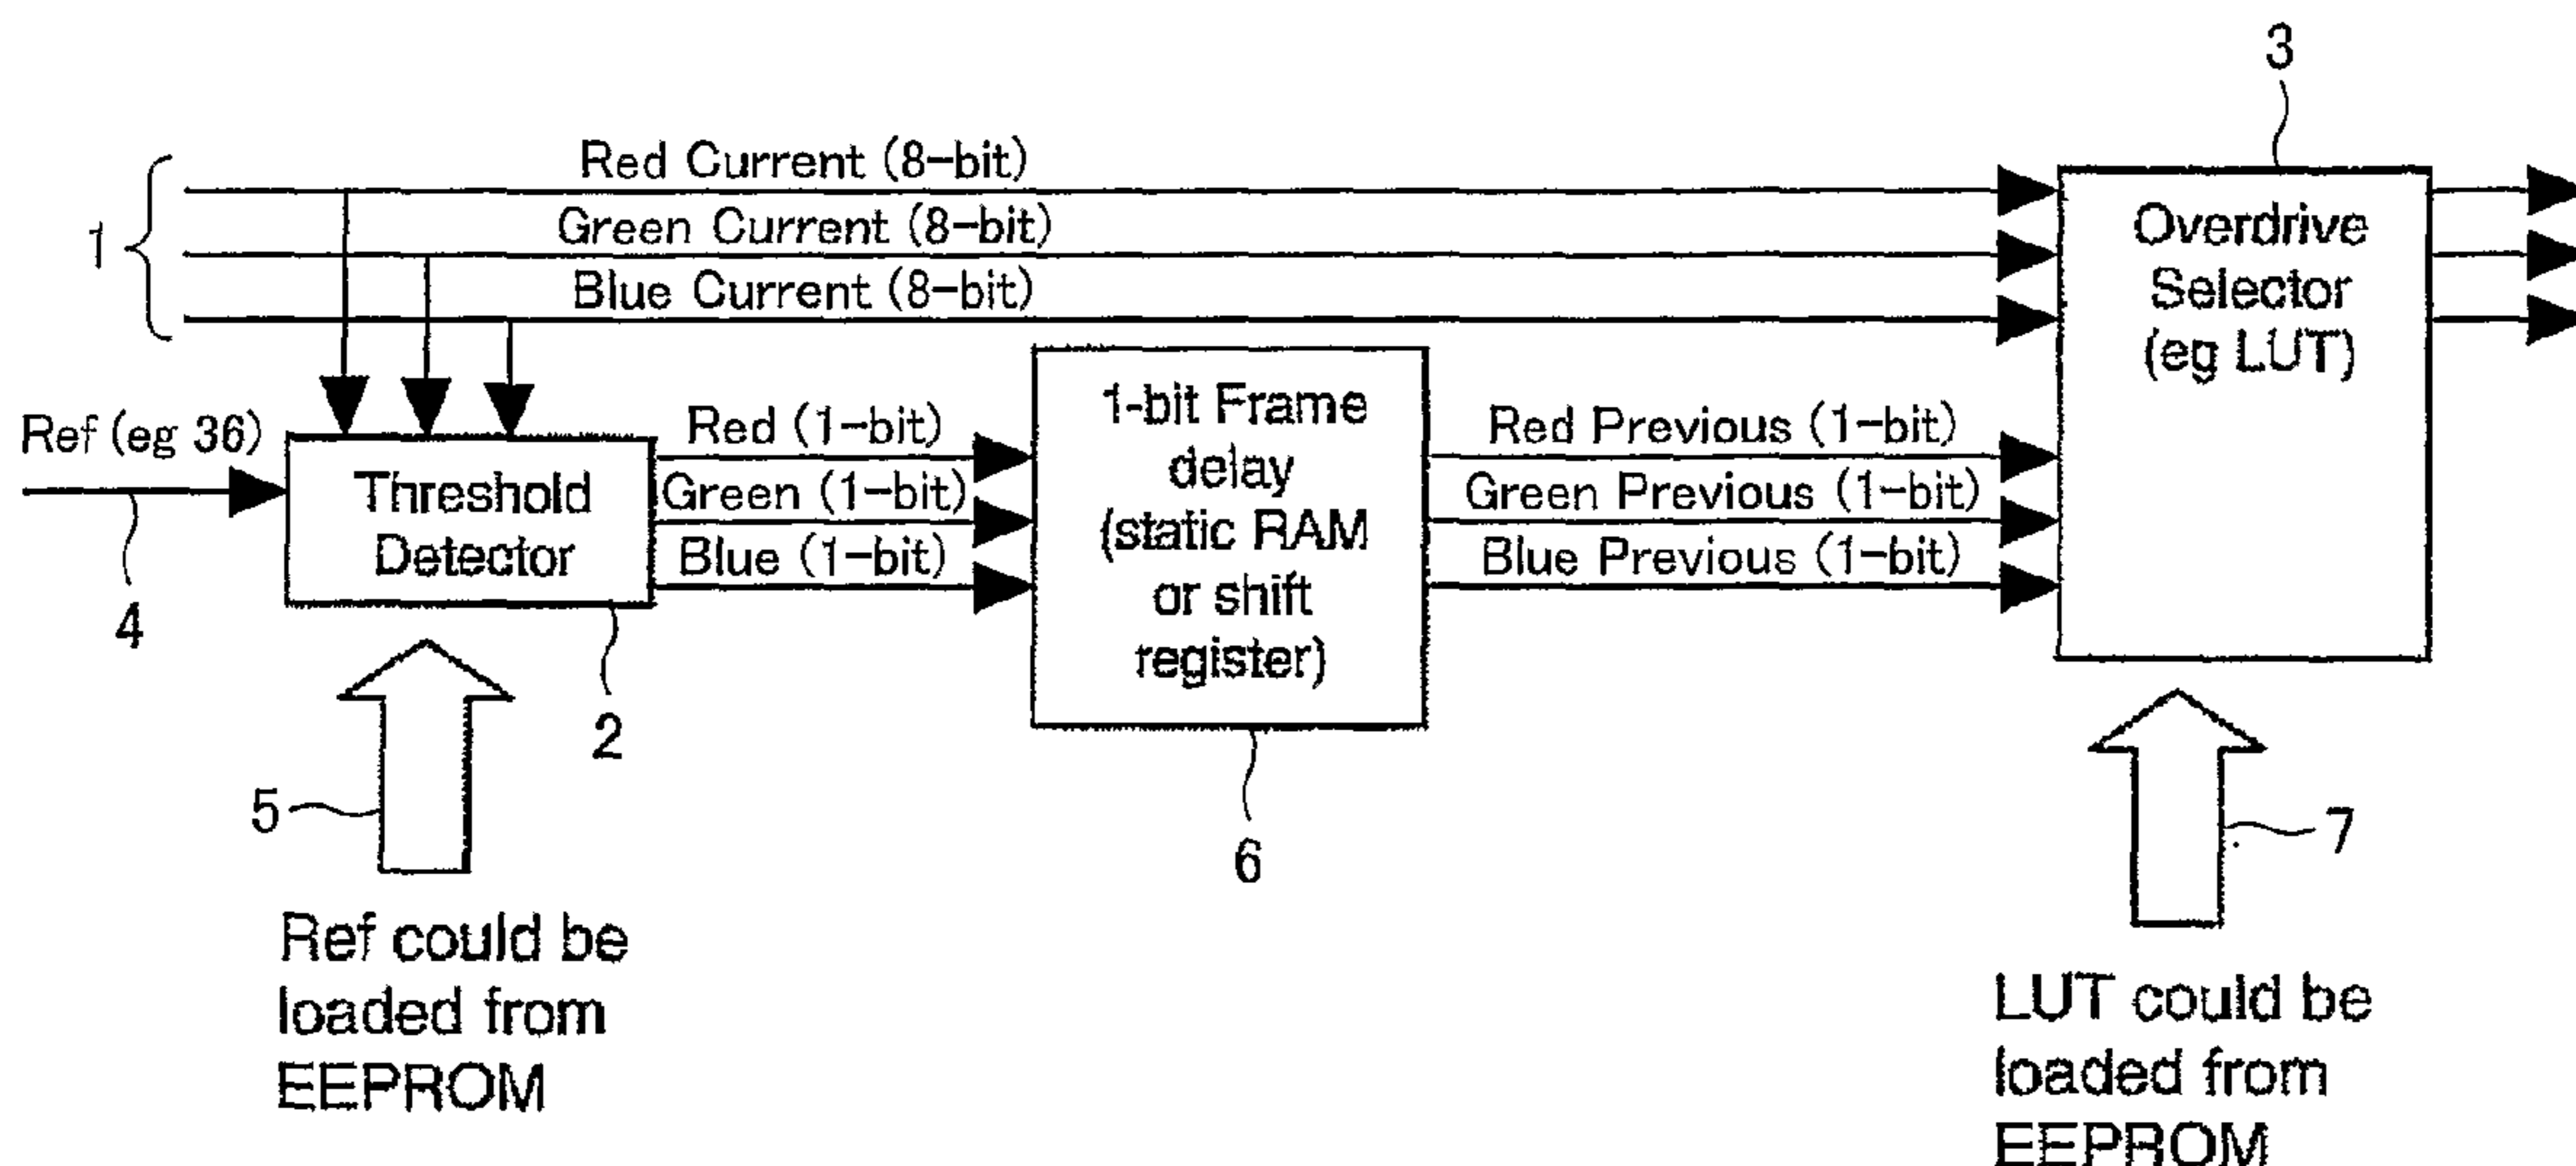 3
Red Current (8-bit)
Green Current (8-bit)
Blue Current (8-bit)
1
Overdrive
Selector
(eg LUT)
Ref (eg 36)
4
Threshold
Detector
2
Red (1-bit)
Green (1-bit)
Blue (1-bit)
1-bit Frame
delay
(static RAM
or shift
register)
6
Red Previous (1-bit)
Green Previous (1-bit)
Blue Previous (1-bit)
5
Ref could be
loaded from
EEPROM
7
LUT could be
loaded from
EEPROM